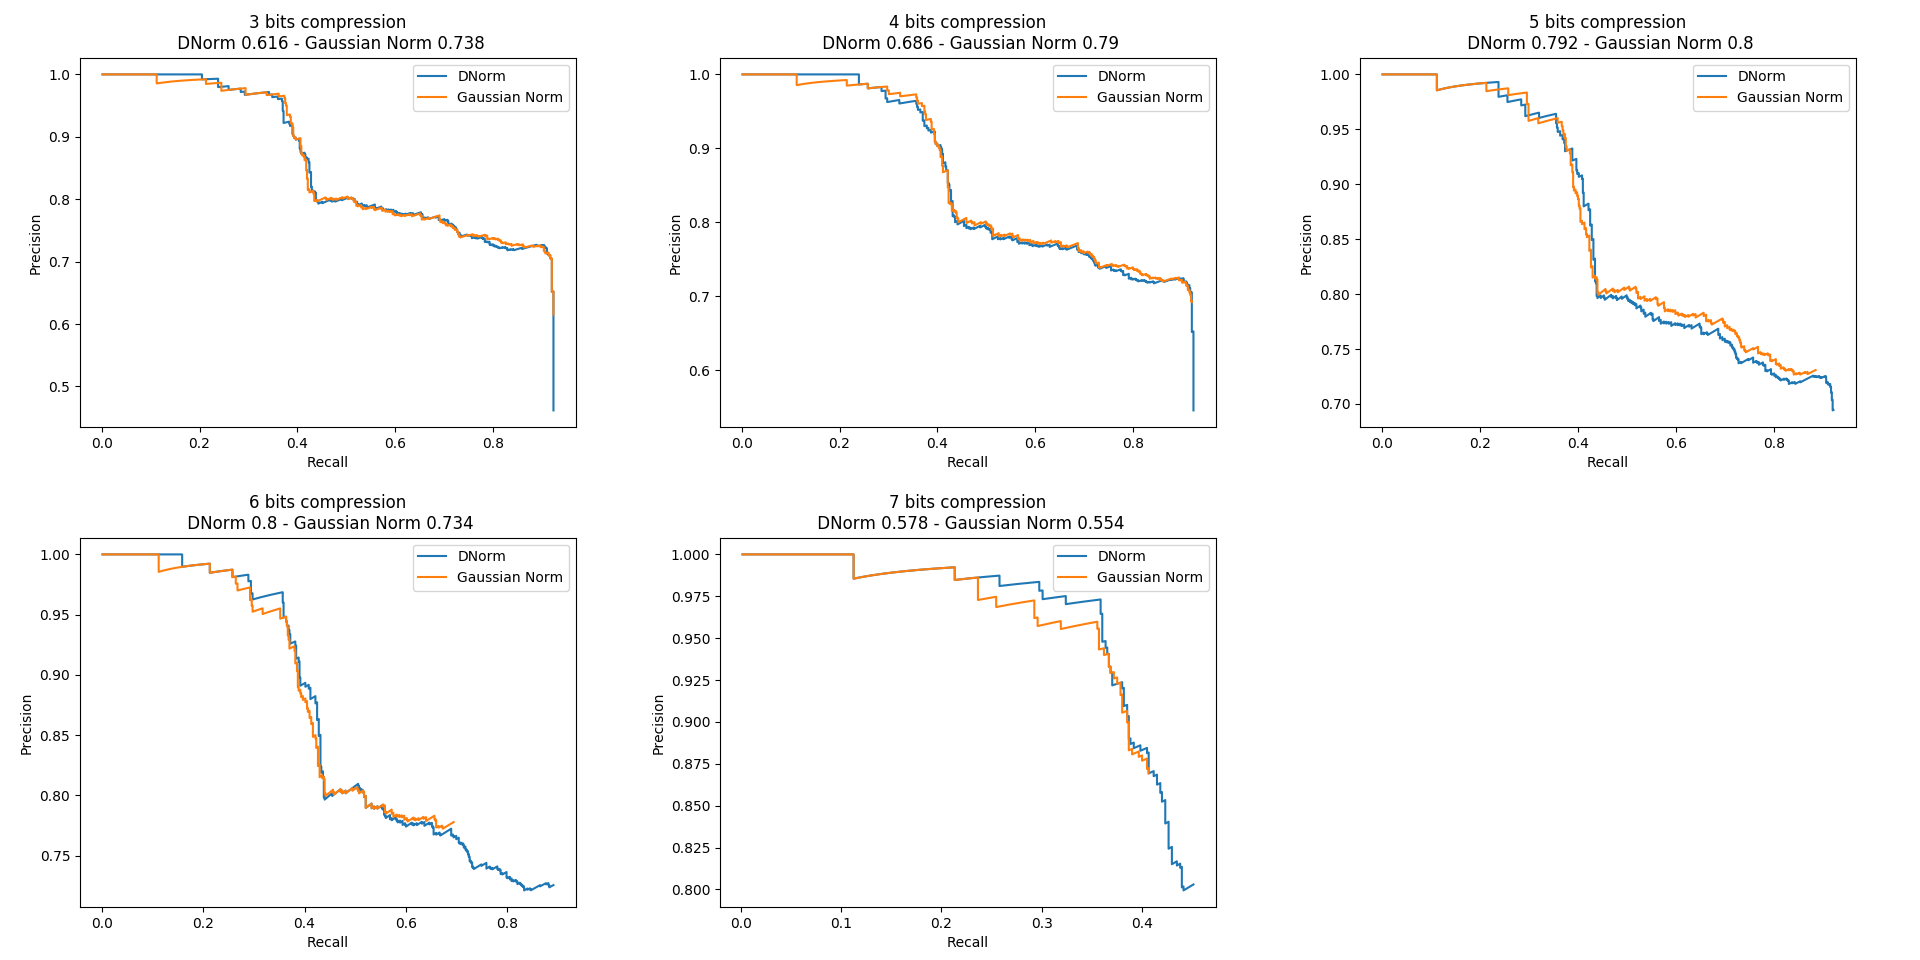 3 bits compression
DNorm 0.616 - Gaussian Norm 0.738
1.0
0.9
0.8
0.7
0.6
0.5
Precision
0.0 0.2 0.4 0.6 0.8
Recall
DNorm
Gaussian Norm
4 bits compression
DNorm 0.686 - Gaussian Norm 0.79
1.0
0.9
0.8
0.7
0.6
Precision
0.0 0.2 0.4 0.6 0.8
Recall
DNorm
Gaussian Norm
5 bits compression
DNorm 0.792 - Gaussian Norm 0.8
1.00
0.95
0.90
0.85
0.80
0.75
0.70
Precision
0.0 0.2 0.4 0.6 0.8
Recall
DNorm
Gaussian Norm
6 bits compression
DNorm 0.8 - Gaussian Norm 0.734
1.00
0.95
0.90
0.85
0.80
0.75
Precision
0.0 0.2 0.4 0.6 0.8
Recall
DNorm
Gaussian Norm
7 bits compression
DNorm 0.578 - Gaussian Norm 0.554
1.000
0.975
0.950
0.925
0.900
0.875
0.850
0.825
0.800
Precision
0.0 0.1 0.2 0.3 0.4
Recall
DNorm
Gaussian Norm